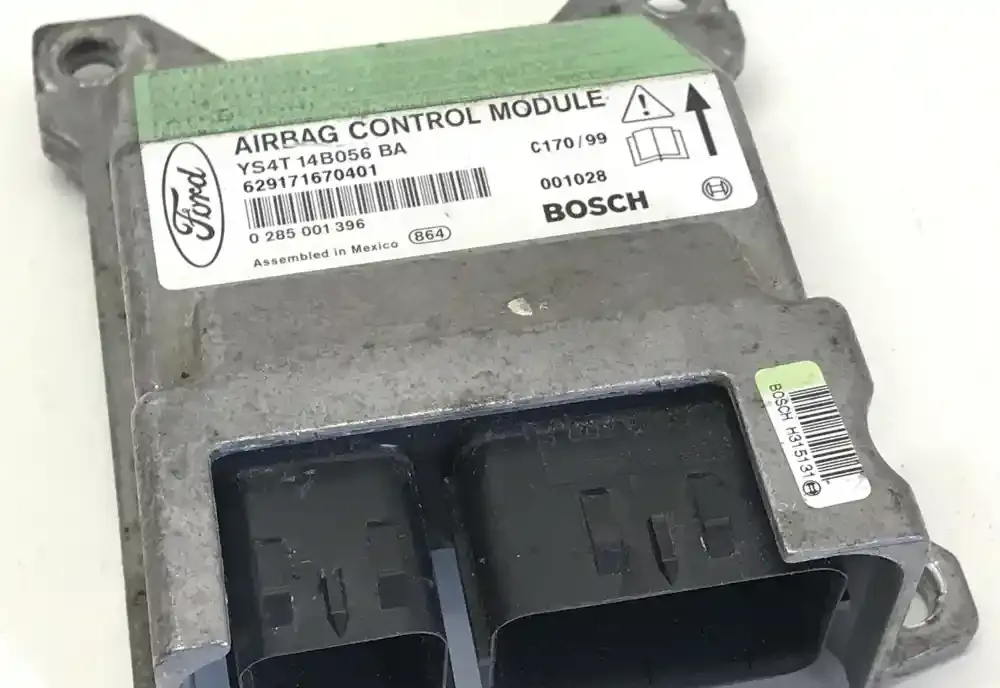 AIRBAG CONTROL MODULE
YS4T 14B056 BA
C170/99
629171670401
001028
Ford
BOSCH
0 285 001 396
Assembled in Mexico 864
BOSCH H315131